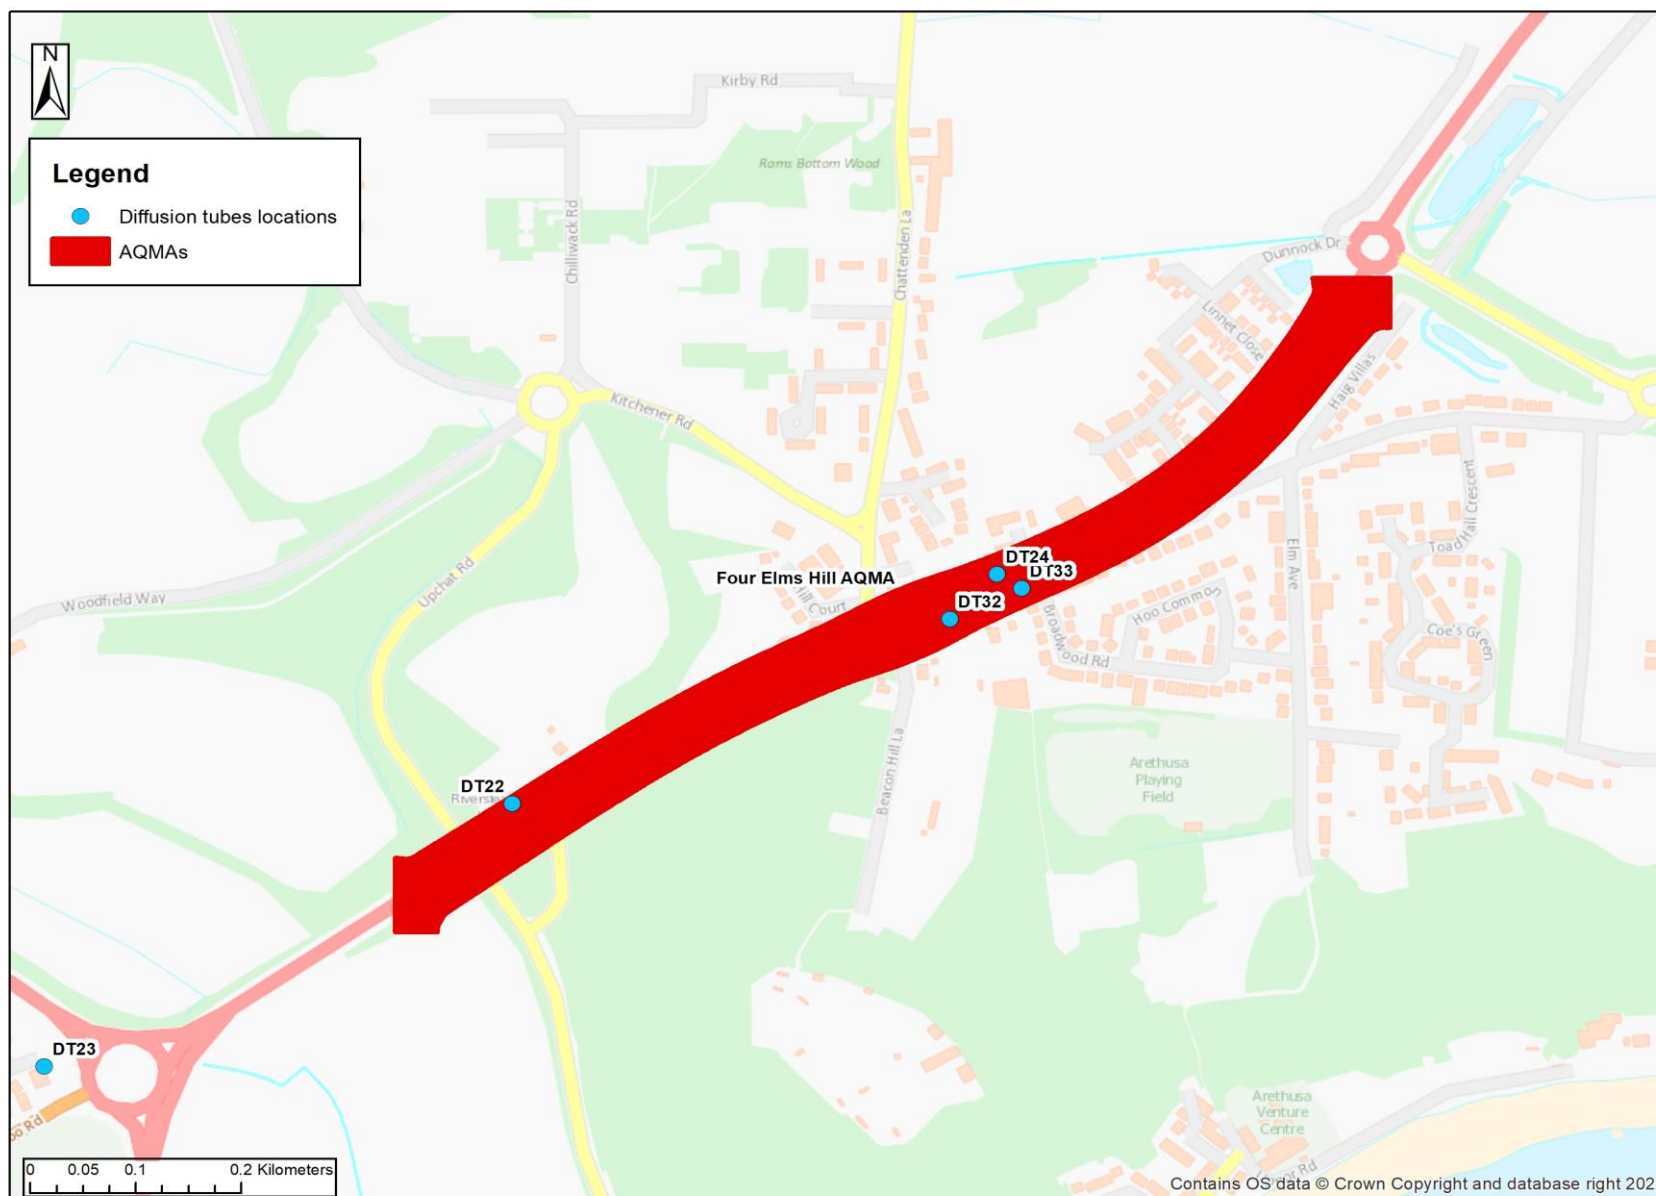 N
Legend
Diffusion tubes locations
AQMAs
Kirby Rd
Rams Bottom Wood
Chilliwack Rd
Chattenden La
Dunnock Dr
Linnet Close
Haig Villas
Kitchener Rd
Toad Hall Crescent
Elm Ave
Upchat Rd
Woodfield Way
DT24
DT33
Four Elms Hill AQMA
Hill Court
DT32
Hoo Common
Broadwood Rd
Coe's Green
Beacon Hill La
Arethusa
Playing
Field
DT22
DT23
Arethusa
Venture
Centre
Rd
0 0.05 0.1 0.2 Kilometers
Contains OS data © Crown Copyright and database right 202